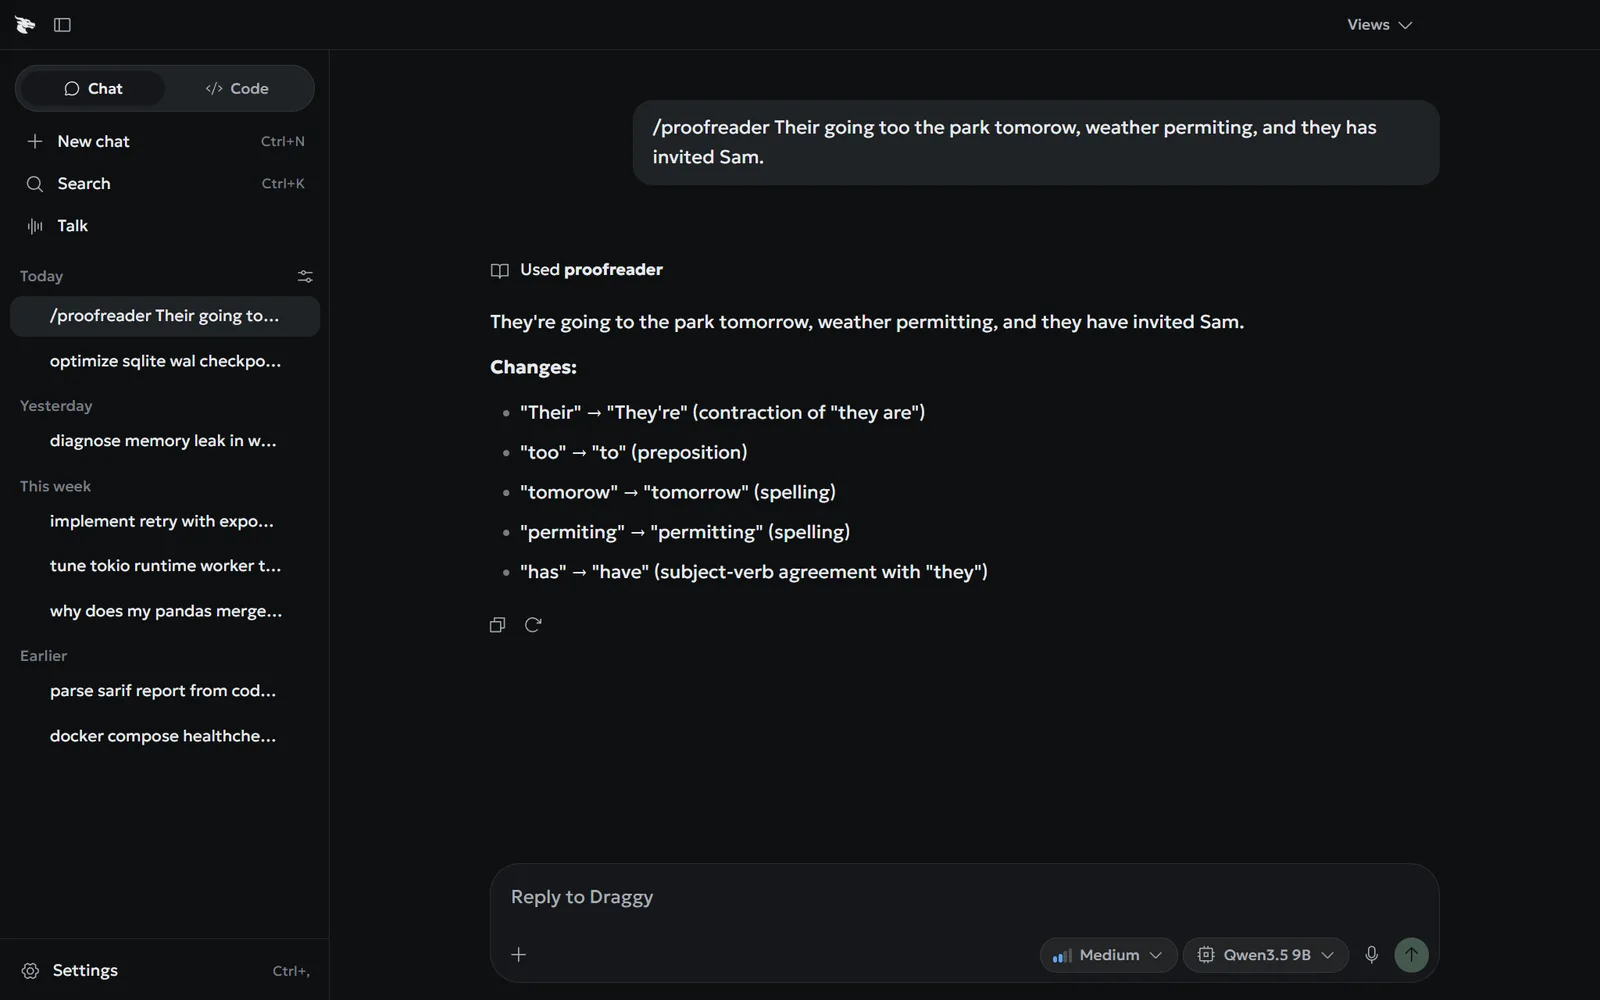 Views
Chat
Code
New chat Ctrl+N
Search Ctrl+K
Talk
Today
/proofreader Their going to...
optimize sqlite wal checkpo...
Yesterday
diagnose memory leak in w...
This week
implement retry with expo...
tune tokio runtime worker t...
why does my pandas merge...
Earlier
parse sarif report from cod...
docker compose healthche...
Settings Ctrl+,
/proofreader Their going too the park tomorow, weather permiting, and they has
invited Sam.
Used proofreader
They're going to the park tomorrow, weather permitting, and they have invited Sam.
Changes:
• "Their" → "They're" (contraction of "they are")
• "too" → "to" (preposition)
• "tomorow" → "tomorrow" (spelling)
• "permiting" → "permitting" (spelling)
• "has" → "have" (subject-verb agreement with "they")
Reply to Draggy
Medium
Qwen3.5 9B